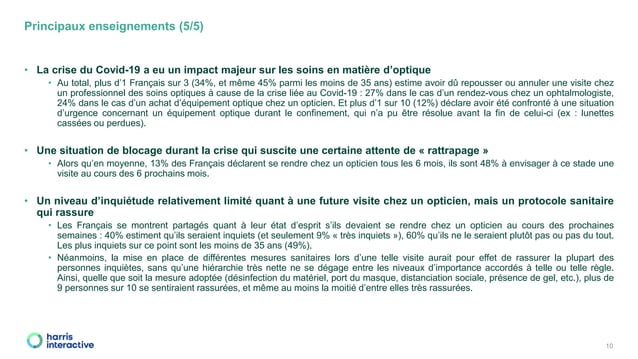 Principaux enseignements (5/5)
• La crise du Covid-19 a eu un impact majeur sur les soins en matière d'optique
• Au total, plus d'1 Français sur 3 (34%, et même 45% parmi les moins de 35 ans) estime avoir dû repousser ou annuler une visite chez
un professionnel des soins optiques à cause de la crise liée au Covid-19 : 27% dans le cas d'un rendez-vous chez un ophtalmologiste,
24% dans le cas d'un achat d'équipement optique chez un opticien. Et plus d'1 sur 10 (12%) déclare avoir été confronté à une situation
d'urgence concernant un équipement optique durant le confinement, qui n'a pu être résolue avant la fin de celui-ci (ex : lunettes
cassées ou perdues).
• Une situation de blocage durant la crise qui suscite une certaine attente de « rattrapage »
• Alors qu'en moyenne, 13% des Français déclarent se rendre chez un opticien tous les 6 mois, ils sont 48% à envisager à ce stade une
visite au cours des 6 prochains mois.
• Un niveau d'inquiétude relativement limité quant à une future visite chez un opticien, mais un protocole sanitaire
qui rassure
• Les Français se montrent partagés quant à leur état d'esprit s'ils devaient se rendre chez un opticien au cours des prochaines
semaines : 40% estiment qu'ils seraient inquiets (et seulement 9% « très inquiets »), 60% qu'ils ne le seraient plutôt pas ou pas du tout.
Les plus inquiets sur ce point sont les moins de 35 ans (49%).
• Néanmoins, la mise en place de différentes mesures sanitaires lors d'une telle visite aurait pour effet de rassurer la plupart des
personnes inquiètes, sans qu'une hiérarchie très nette ne se dégage entre les niveaux d'importance accordés à telle ou telle règle.
Ainsi, quelle que soit la mesure adoptée (désinfection du matériel, port du masque, distanciation sociale, présence de gel, etc.), plus de
9 personnes sur 10 se sentiraient rassurées, et même au moins la moitié d'entre elles très rassurées.
harris
interactive
10